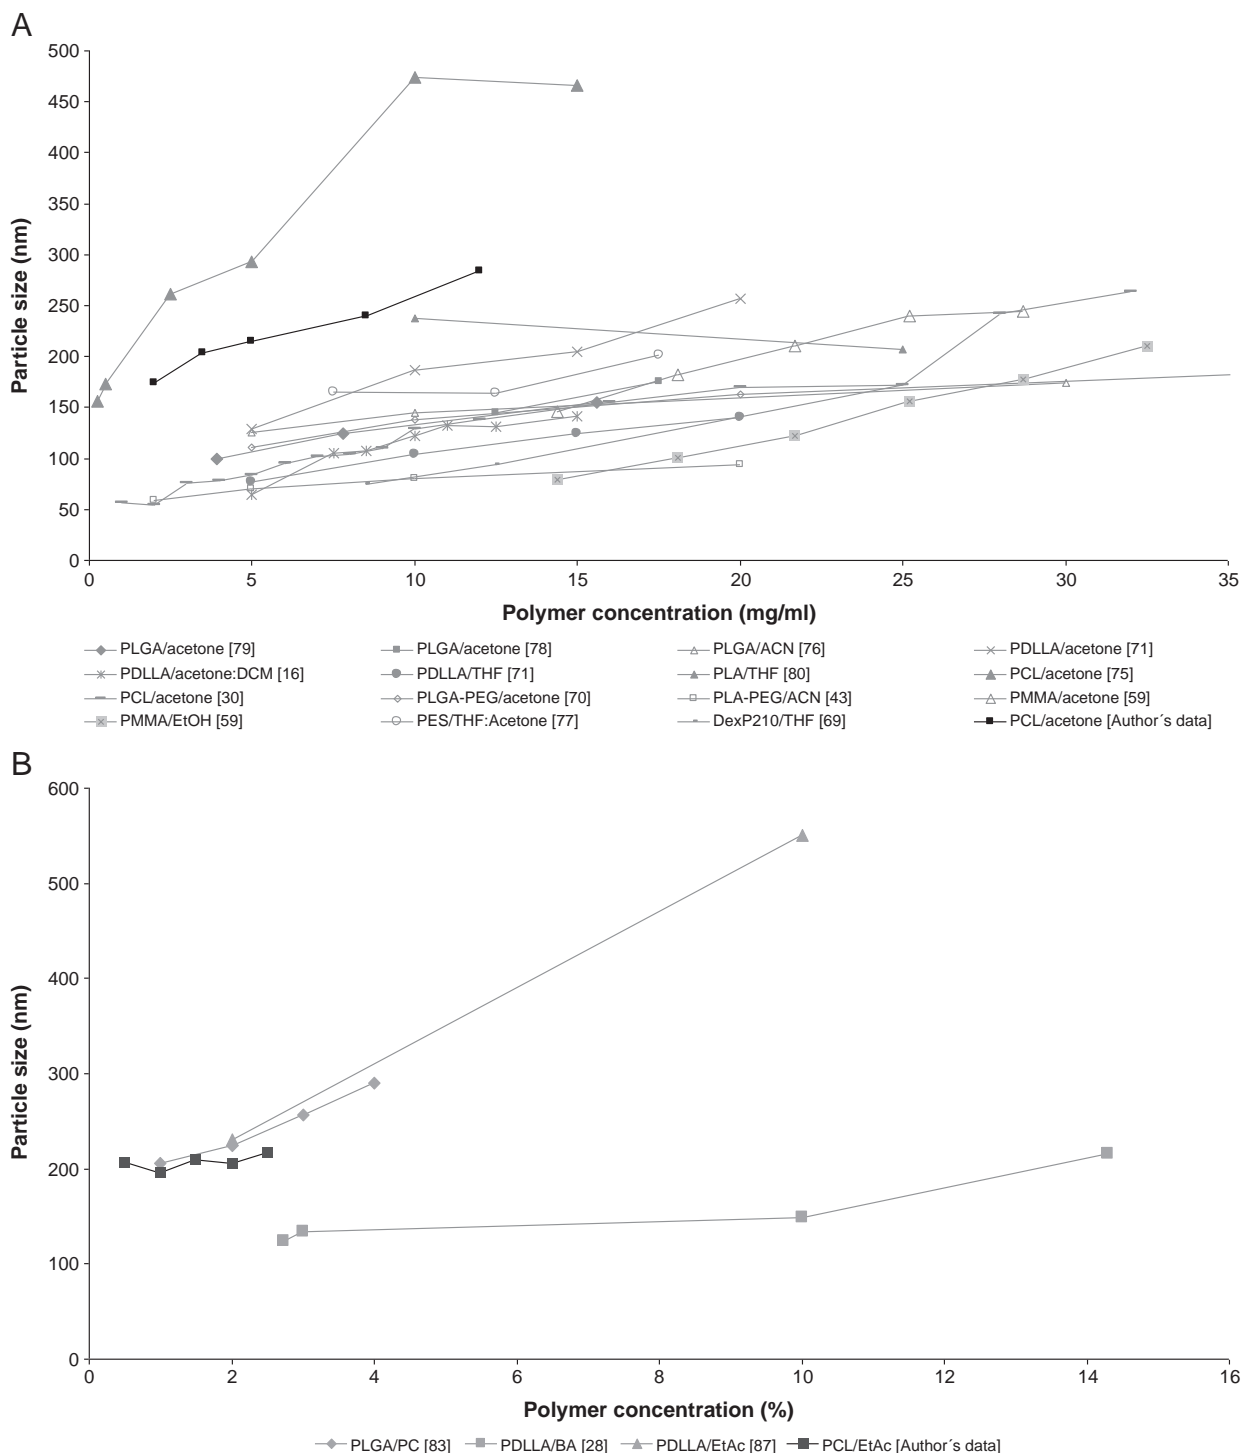 A
500
450
400
350
300
250
200
150
100
50
0
Particle size (nm)
0 5 10 15 20 25 30 35
Polymer concentration (mg/ml)
PLGA/acetone [79] PLGA/acetone [78] PLGA/ACN [76] PDLLA/acetone [71]
PDLLA/acetone:DCM [16] PDLLA/THF [71] PLA/THF [80] PCL/acetone [75]
PCL/acetone [30] PLGA-PEG/acetone [70] PLA-PEG/ACN [43] PMMA/acetone [59]
PMMA/EtOH [59] PES/THF:Acetone [77] DexP210/THF [69] PCL/acetone [Author´s data]
B
600
500
400
300
200
100
0
Particle size (nm)
0 2 4 6 8 10 12 14 16
Polymer concentration (%)
PLGA/PC [83] PDLLA/BA [28] PDLLA/EtAc [87] PCL/EtAc [Author´s data]